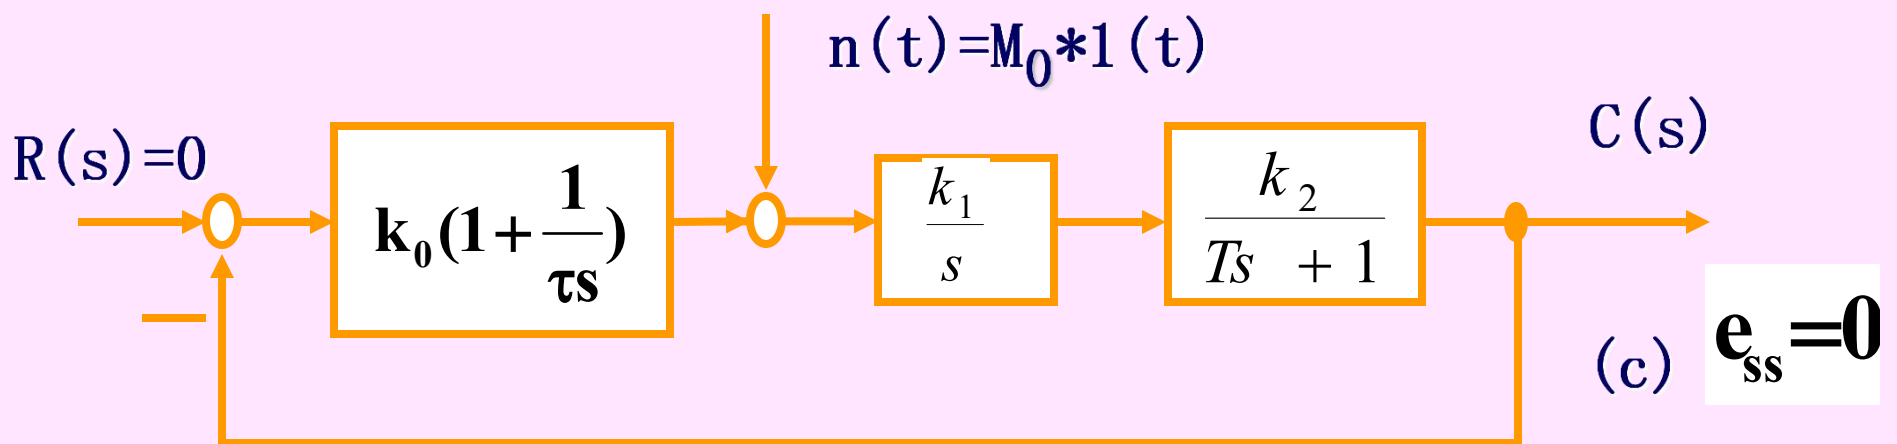 n(t)=M₀*1(t)
R(s)=0
k₀(1+1/τs)
k₁/s
k₂/Ts + 1
C(s)
(c)
eₛₛ=0